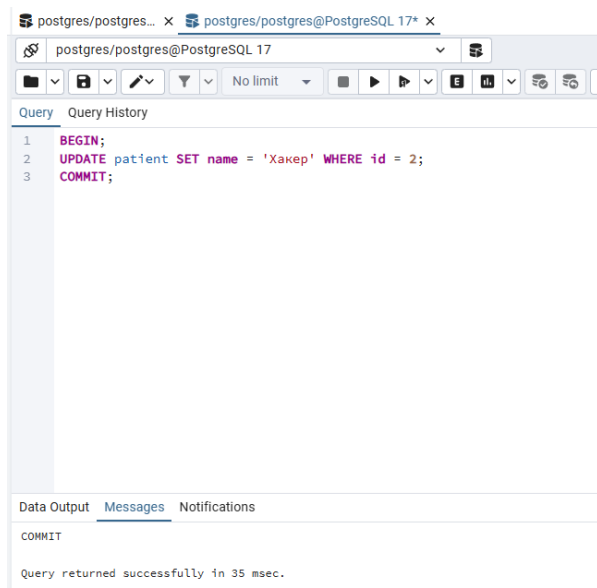 postgres/postgres... × postgres/postgres@PostgreSQL 17* ×
postgres/postgres@PostgreSQL 17
No limit
E
Query Query History
1 BEGIN;
2 UPDATE patient SET name = 'Хакер' WHERE id = 2;
3 COMMIT;
Data Output Messages Notifications
COMMIT
Query returned successfully in 35 msec.